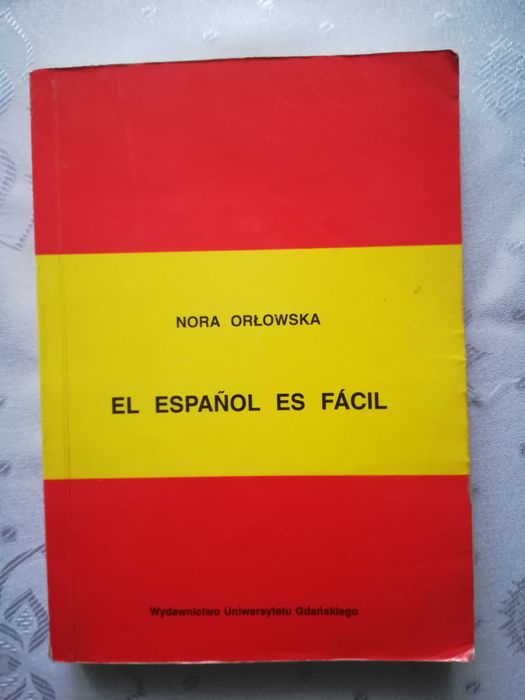 NORA ORŁOWSKA
EL ESPAÑOL ES FÁCIL
Wydawnictwo Uniwersytetu Gdańskiego